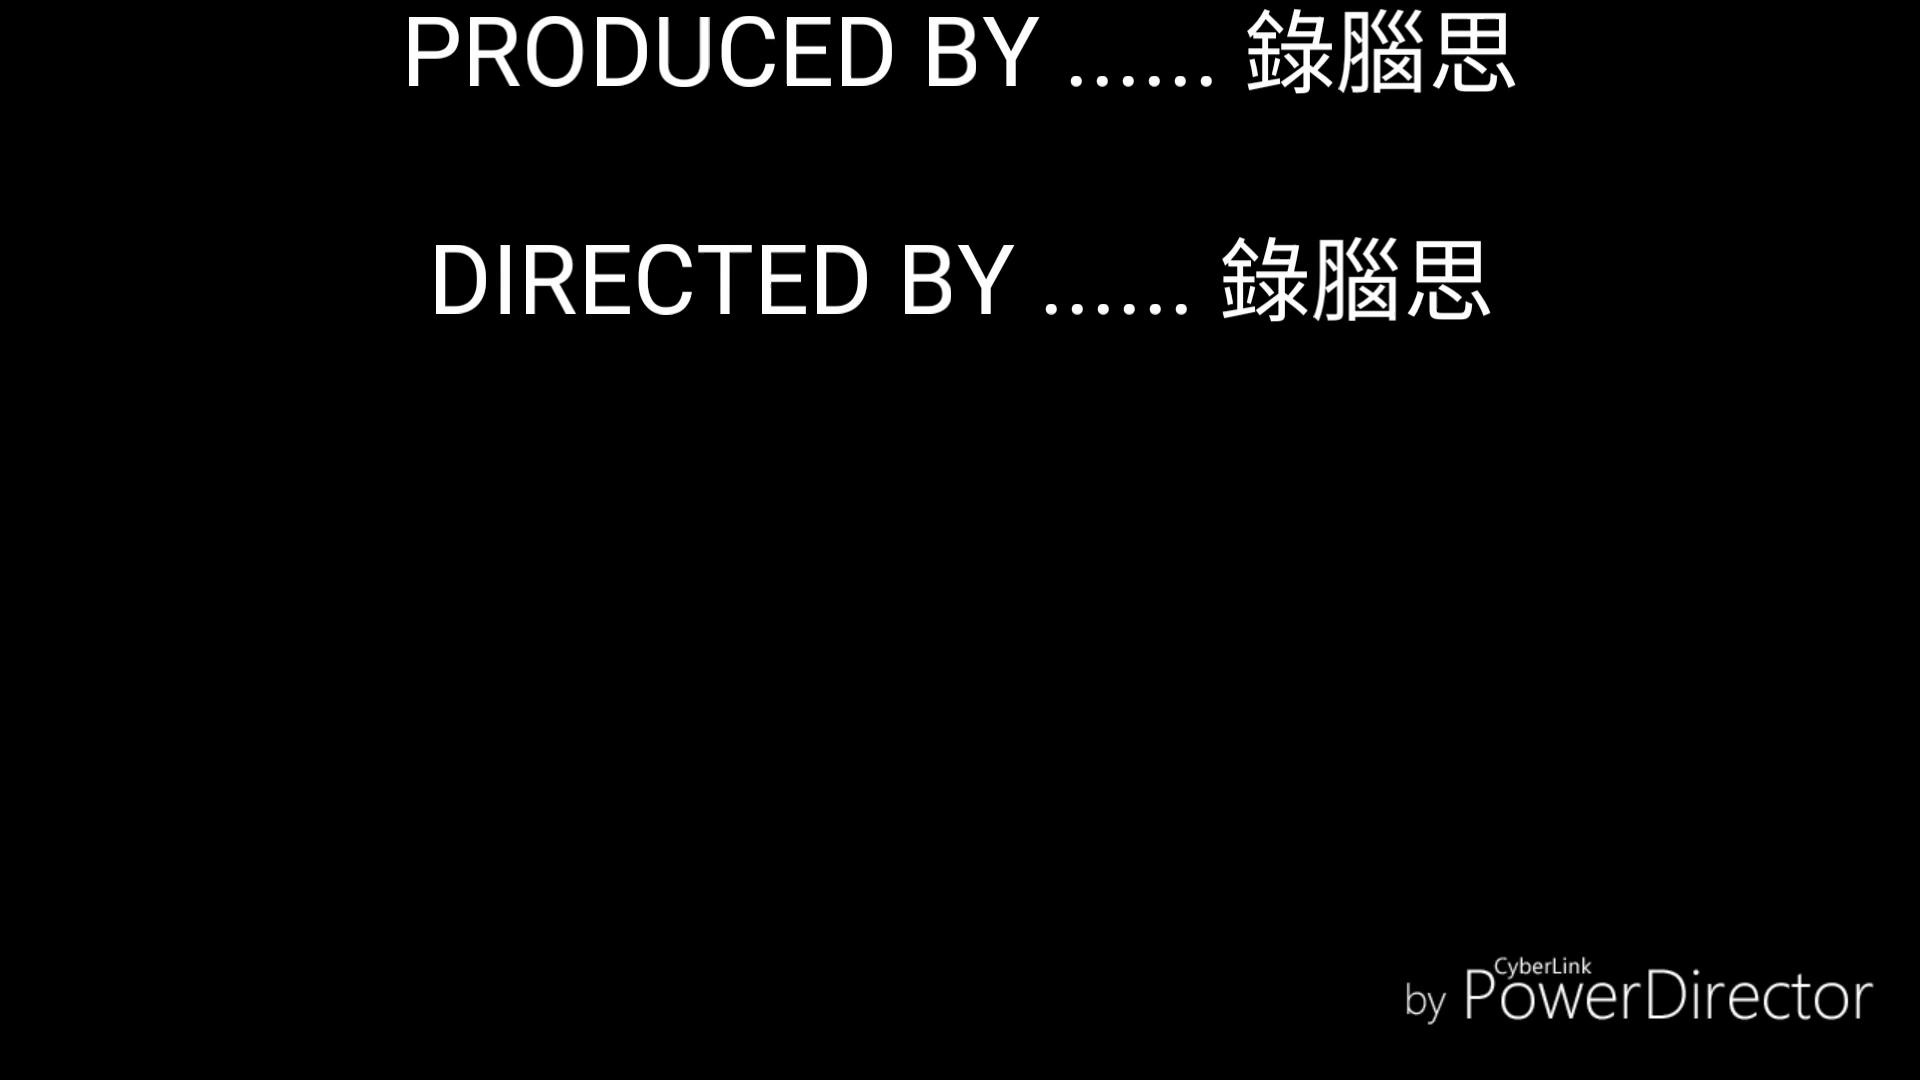 PRODUCED BY ...... 錄腦思
DIRECTED BY ...... 錄腦思
by CyberLink PowerDirector